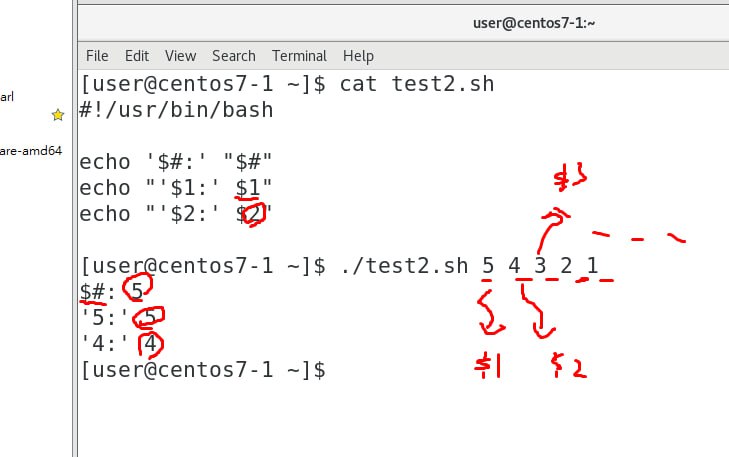 user@centos7-1:~
File Edit View Search Terminal Help
[user@centos7-1 ~]$ cat test2.sh
#!/usr/bin/bash
arl
are-amd64
echo '$#:' "$#"
echo "'$1:' $1"
echo "'$2:' $2"
$3
[user@centos7-1 ~]$ ./test2.sh 5 4 3 2 1
$#: 5
'5:' 5
'4:' 4
[user@centos7-1 ~]$
$1 $2